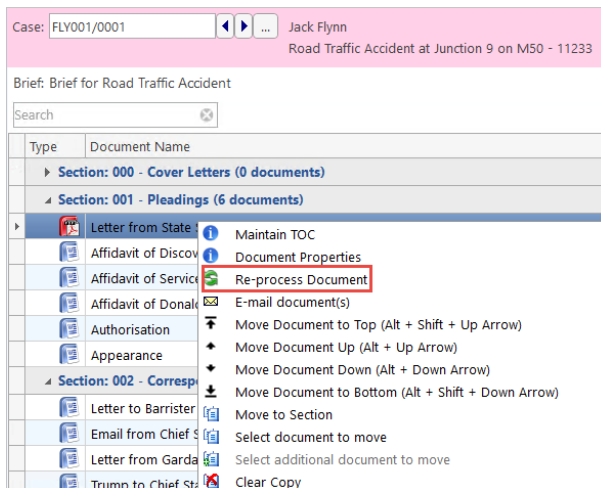 Case: FLY001/0001 ... Jack Flynn
Road Traffic Accident at Junction 9 on M50 - 11233
Brief: Brief for Road Traffic Accident
Search
Type Document Name
Section: 000 - Cover Letters (0 documents)
Section: 001 - Pleadings (6 documents)
Letter from State
Maintain TOC
Affidavit of
Document Properties
Affidavit of Service
Re-process Document
E-mail document(s)
Affidavit of
Move Document to Top (Alt + Shift + Up Arrow)
Authorisation
Move Document Up (Alt + Up Arrow)
Appearance
Move Document Down (Alt + Down Arrow)
Section: 002 -
Move Document to Bottom (Alt + Shift + Down Arrow)
Letter to Barrister
Move to Section
Email from Chief
Select document to move
Letter from Garda
Select additional document to move
Trump to Chief
Clear Copy